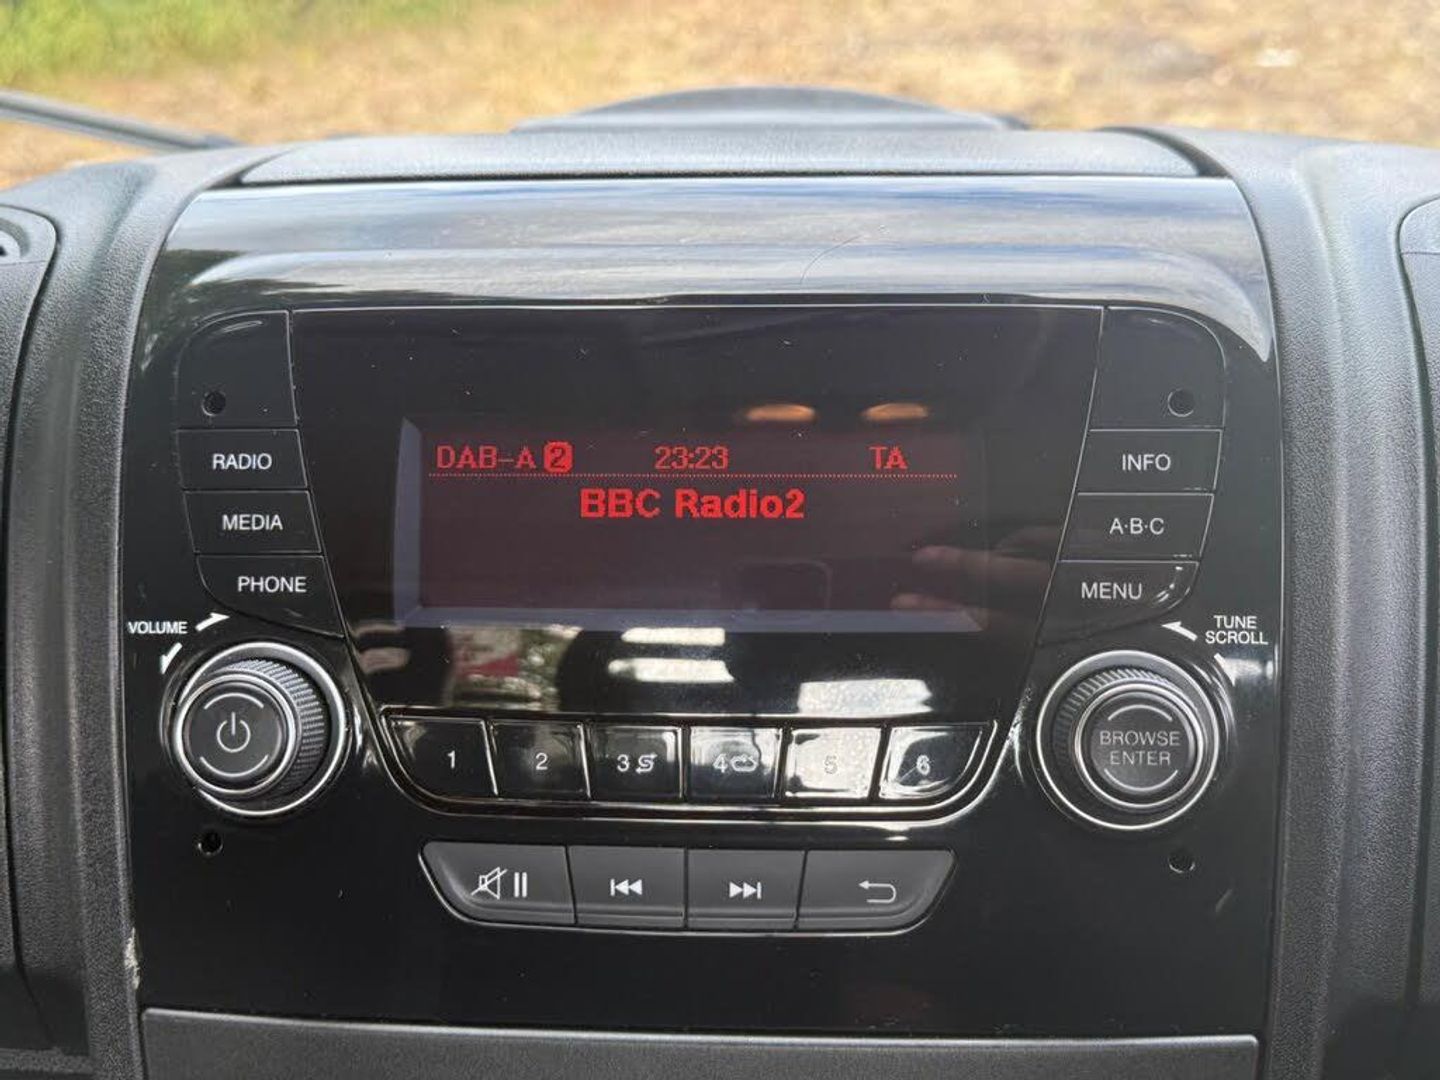 DAB-A 2 23:23 TA
BBC Radio2
RADIO
MEDIA
PHONE
VOLUME
INFO
A·B·C
MENU
TUNE
SCROLL
BROWSE
ENTER
1 2 3 4 5 6